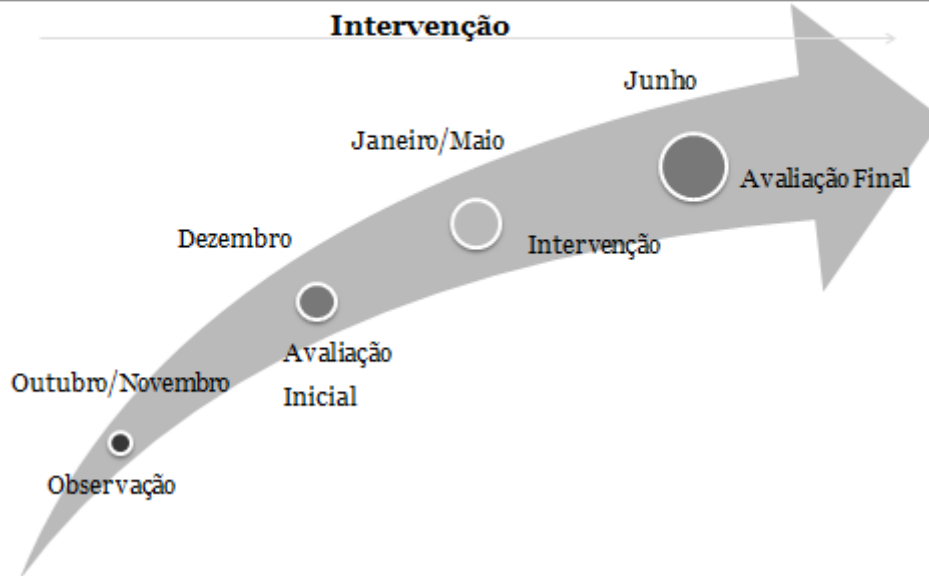 Intervenção
Junho
Janeiro/Maio
Avaliação Final
Dezembro
Intervenção
Avaliação
Inicial
Outubro/Novembro
Observação